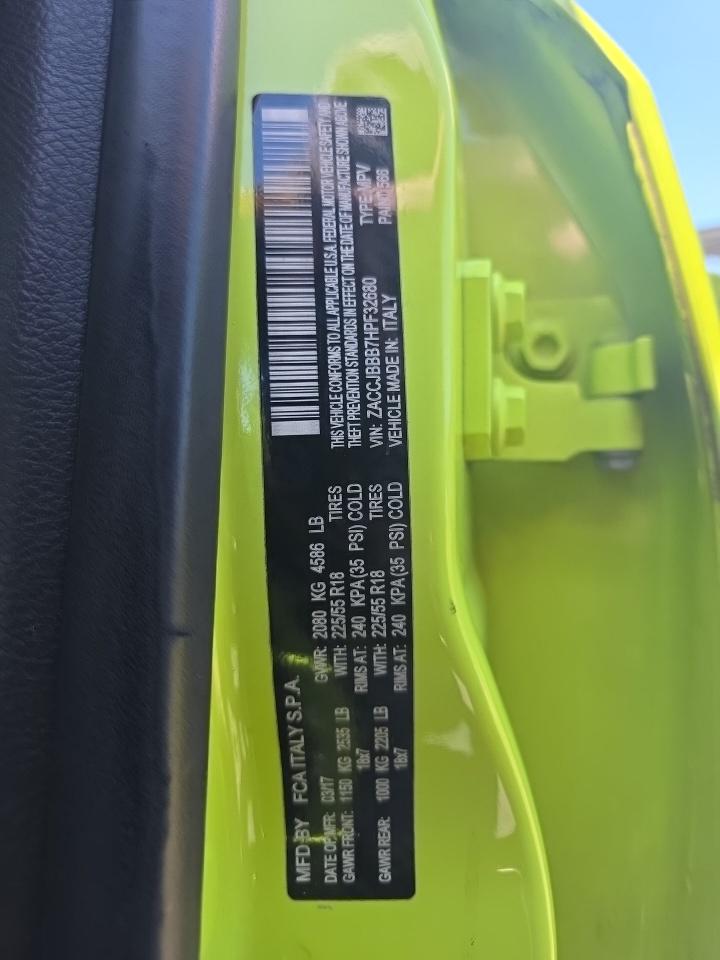 MFD BY FCA ITALY S.P.A.
DATE OF MFR: 03/17 GVWR: 2080 KG 4586 LB
GAWR FRONT: 1150 KG 2535 LB WITH: 225/55 R18 TIRES
18x7 RIMS AT: 240 KPA (35 PSI) COLD
GAWR REAR: 1000 KG 2205 LB WITH: 225/55 R18 TIRES
18x7 RIMS AT: 240 KPA (35 PSI) COLD
THIS VEHICLE CONFORMS TO ALL APPLICABLE U.S.A. FEDERAL MOTOR VEHICLE SAFETY AND
THEFT PREVENTION STANDARDS IN EFFECT ON THE DATE OF MANUFACTURE SHOWN ABOVE
VIN: ZACCJBBB7HPF32680 TYPE: MPV
VEHICLE MADE IN: ITALY